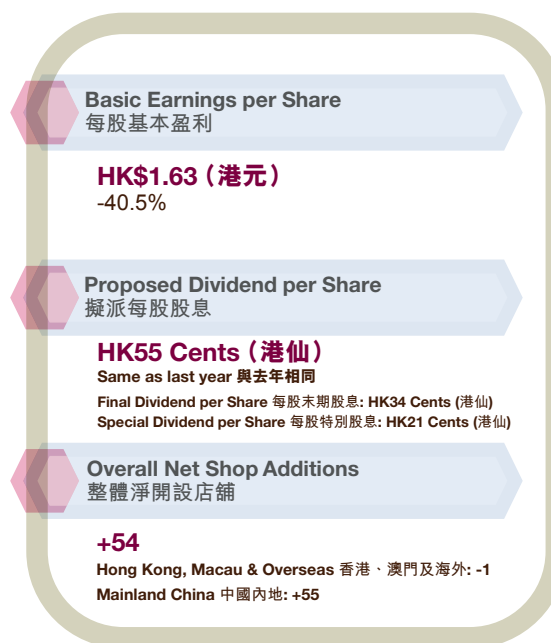 Basic Earnings per Share
每股基本盈利
HK$1.63（港元）
-40.5%
Proposed Dividend per Share
擬派每股股息
HK55 Cents（港仙）
Same as last year 與去年相同
Final Dividend per Share 每股末期股息: HK34 Cents (港仙)
Special Dividend per Share 每股特別股息: HK21 Cents (港仙)
Overall Net Shop Additions
整體淨開設店舖
+54
Hong Kong, Macau & Overseas 香港、澳門及海外: -1
Mainland China 中國內地: +55